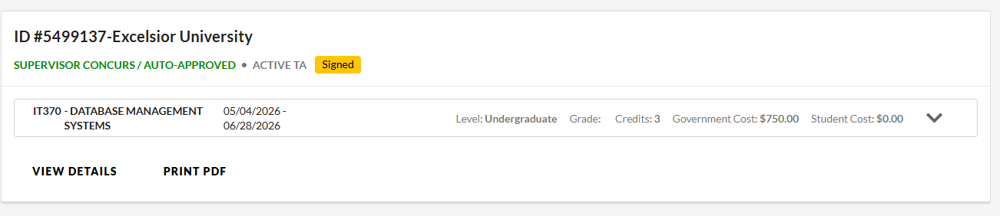 ID #5499137-Excelsior University
SUPERVISOR CONCURS / AUTO-APPROVED • ACTIVE TA Signed
IT370 - DATABASE MANAGEMENT
SYSTEMS
05/04/2026 -
06/28/2026
Level: Undergraduate Grade: Credits: 3 Government Cost: $750.00 Student Cost: $0.00
VIEW DETAILS PRINT PDF